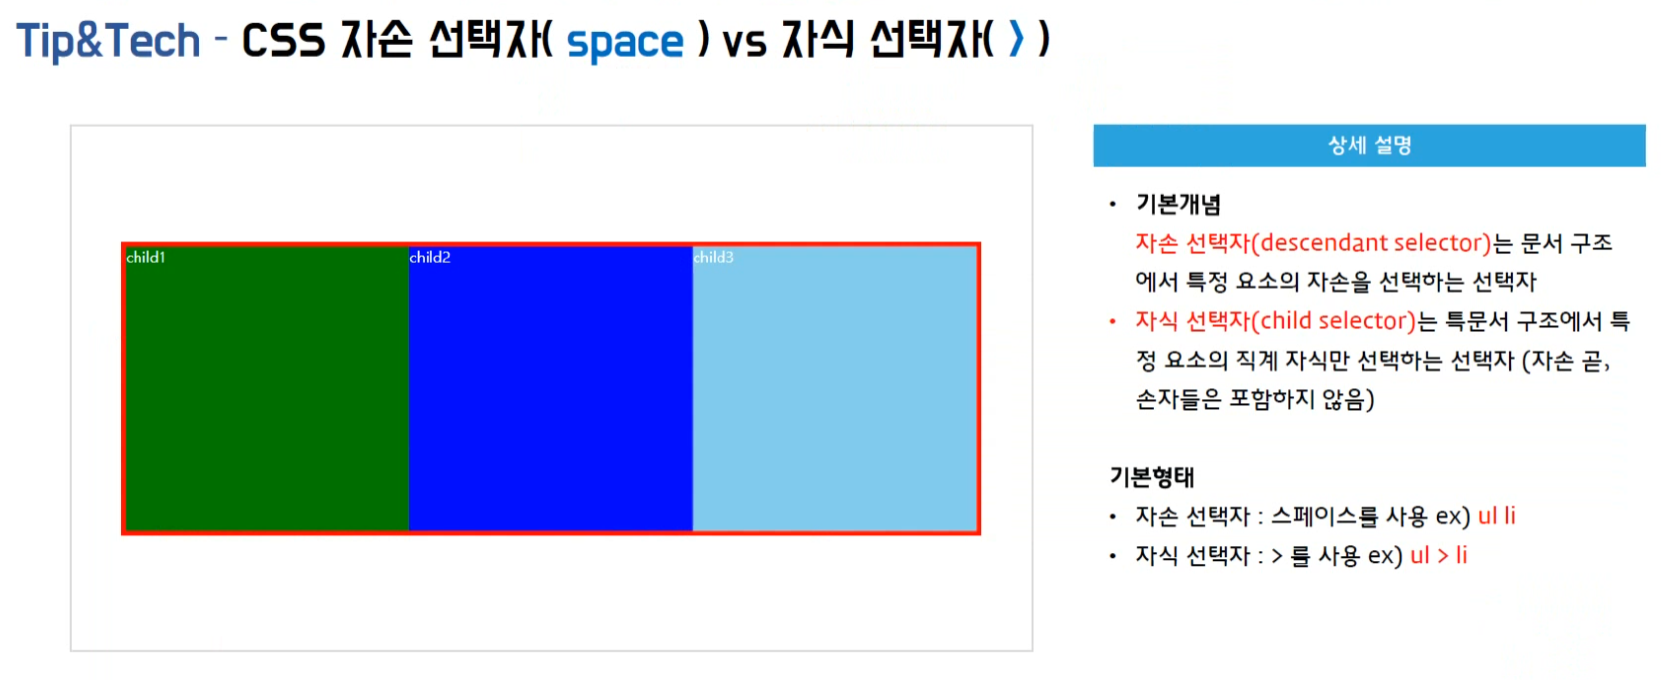 Tip&Tech - CSS 자손 선택자( space ) vs 자식 선택자( > )
child1
child2
child3
상세 설명
• 기본개념
자손 선택자(descendant selector)는 문서 구조
에서 특정 요소의 자손을 선택하는 선택자
• 자식 선택자(child selector)는 특문서 구조에서 특
정 요소의 직계 자식만 선택하는 선택자 (자손 곧,
손자들은 포함하지 않음)
기본형태
• 자손 선택자 : 스페이스를 사용 ex) ul li
• 자식 선택자 : > 를 사용 ex) ul > li